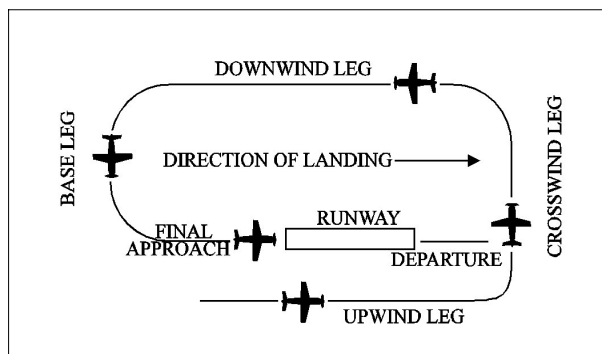 DOWNWIND LEG
BASE LEG
DIRECTION OF LANDING
CROSSWIND LEG
RUNWAY
FINAL
APPROACH
DEPARTURE
UPWIND LEG